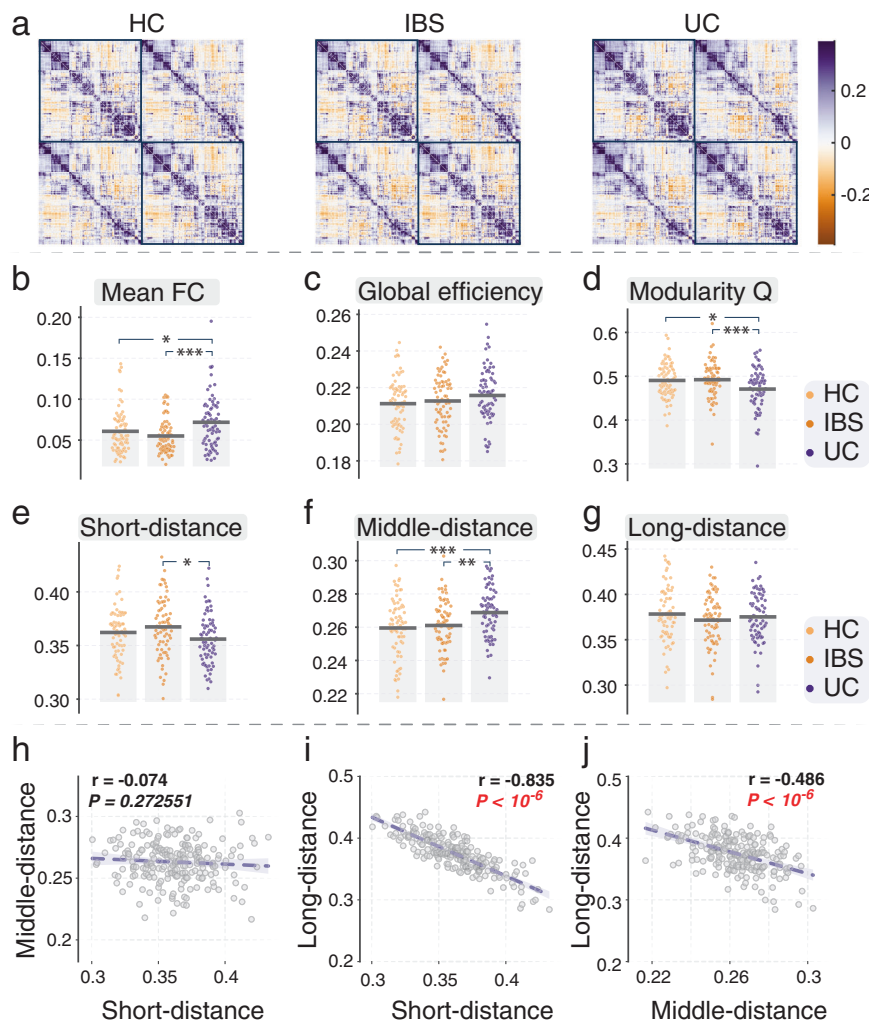 a
HC IBS UC
0.2
0
-0.2
b Mean FC
0.20
0.15
0.10
0.05
* ***
c Global efficiency
0.26
0.24
0.22
0.20
0.18
d Modularity Q
0.6
0.5
0.4
0.3
* ***
HC
IBS
UC
e Short-distance
0.40
0.35
0.30
*
f Middle-distance
0.30
0.28
0.26
0.24
0.22
*** **
g Long-distance
0.45
0.40
0.35
0.30
HC
IBS
UC
h
r = -0.074
P = 0.272551
Middle-distance
0.3
0.25
0.2
0.3 0.35 0.4
Short-distance
i
r = -0.835
P < 10⁻⁶
Long-distance
0.5
0.4
0.3
0.2
0.3 0.35 0.4
Short-distance
j
r = -0.486
P < 10⁻⁶
Long-distance
0.5
0.4
0.3
0.2
0.22 0.26 0.3
Middle-distance